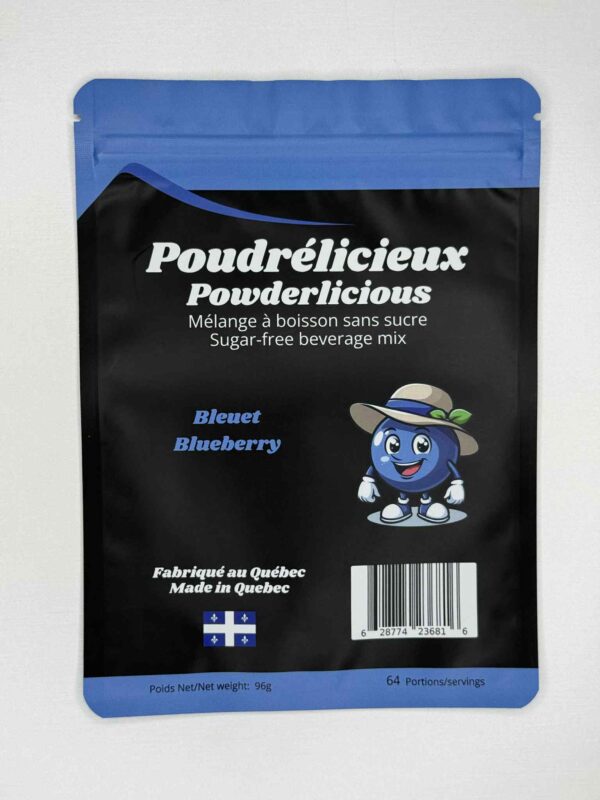 Poudrélicieux
Powderlicious
Mélange à boisson sans sucre
Sugar-free beverage mix
Bleuet
Blueberry
Fabriqué au Québec
Made in Quebec
6 28774 23681 6
Poids Net/Net weight: 96g
64 Portions/servings